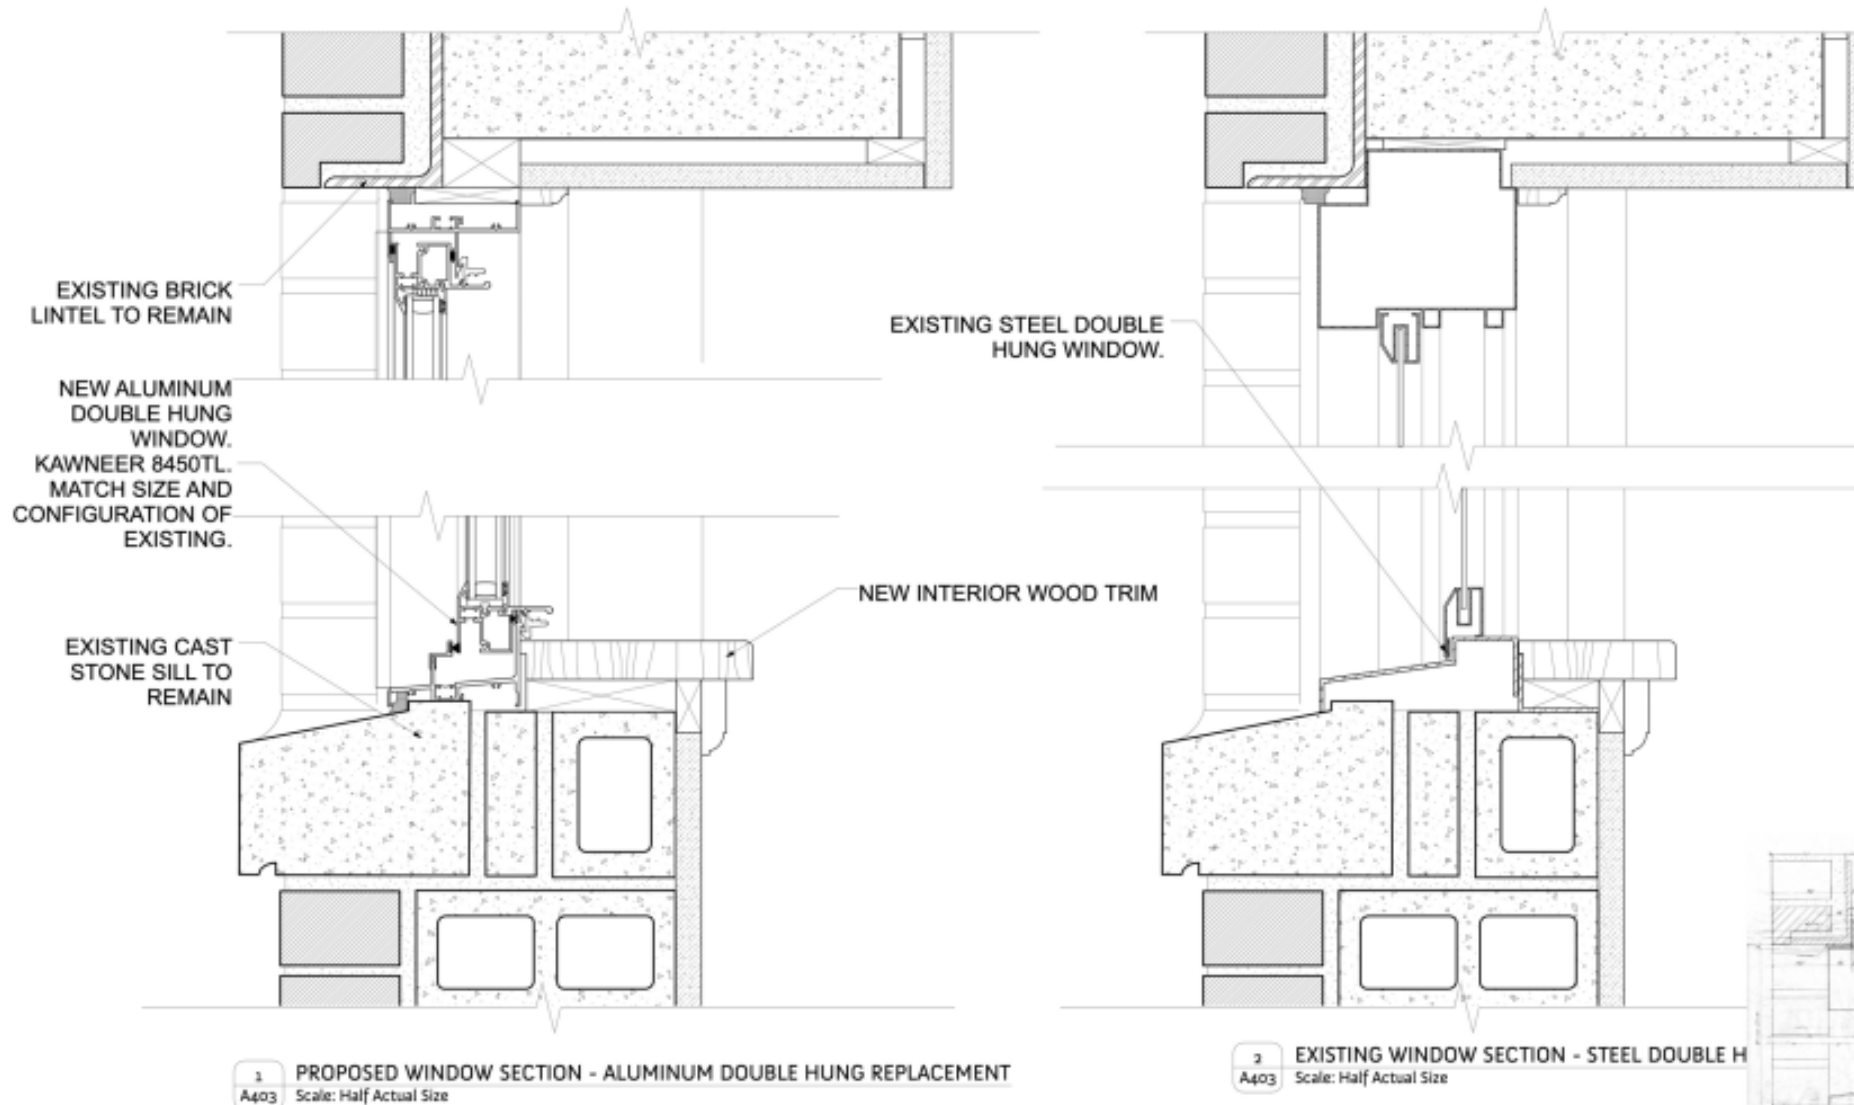 EXISTING BRICK
LINTEL TO REMAIN
NEW ALUMINUM
DOUBLE HUNG
WINDOW.
KAWNEER 8450TL.
MATCH SIZE AND
CONFIGURATION OF
EXISTING.
EXISTING CAST
STONE SILL TO
REMAIN
NEW INTERIOR WOOD TRIM
1
A403
PROPOSED WINDOW SECTION - ALUMINUM DOUBLE HUNG REPLACEMENT
Scale: Half Actual Size
EXISTING STEEL DOUBLE
HUNG WINDOW.
2
A403
EXISTING WINDOW SECTION - STEEL DOUBLE H
Scale: Half Actual Size